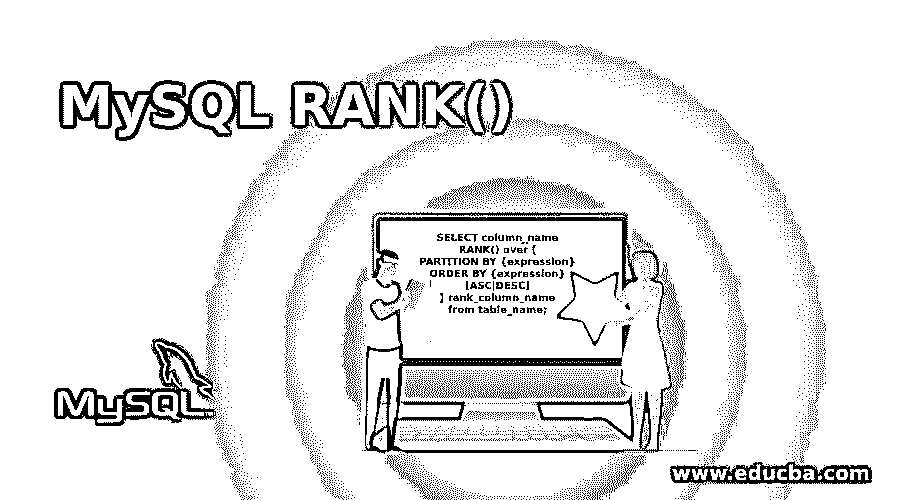 MySQL RANK()
SELECT column_name
RANK() over {
PARTITION BY {expression}
ORDER BY {expression}
[ASC|DESC]
} rank_column_name
from table_name;
MySQL
www.educba.com